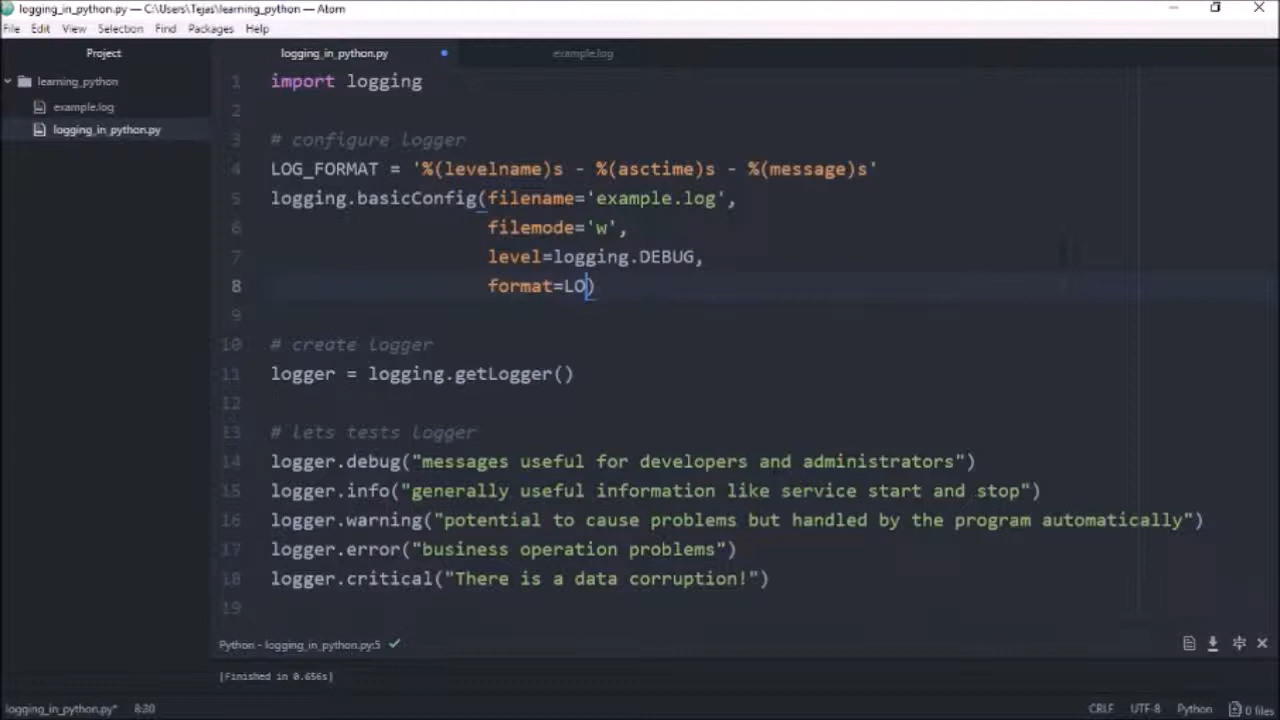 logging_in_python.py — C:\Users\Tejas\learning_python — Atom
File Edit View Selection Find Packages Help
Project
learning_python
example.log
logging_in_python.py
logging_in_python.py example.log
1 import logging
2
3 # configure logger
4 LOG_FORMAT = '%(levelname)s - %(asctime)s - %(message)s'
5 logging.basicConfig(filename='example.log',
6 filemode='w',
7 level=logging.DEBUG,
8 format=LO)
9
10 # create logger
11 logger = logging.getLogger()
12
13 # lets tests logger
14 logger.debug("messages useful for developers and administrators")
15 logger.info("generally useful information like service start and stop")
16 logger.warning("potential to cause problems but handled by the program automatically")
17 logger.error("business operation problems")
18 logger.critical("There is a data corruption!")
19
Python - logging_in_python.py:5
[Finished in 0.656s]
logging_in_python.py* 8:30 CRLF UTF-8 Python 0 files